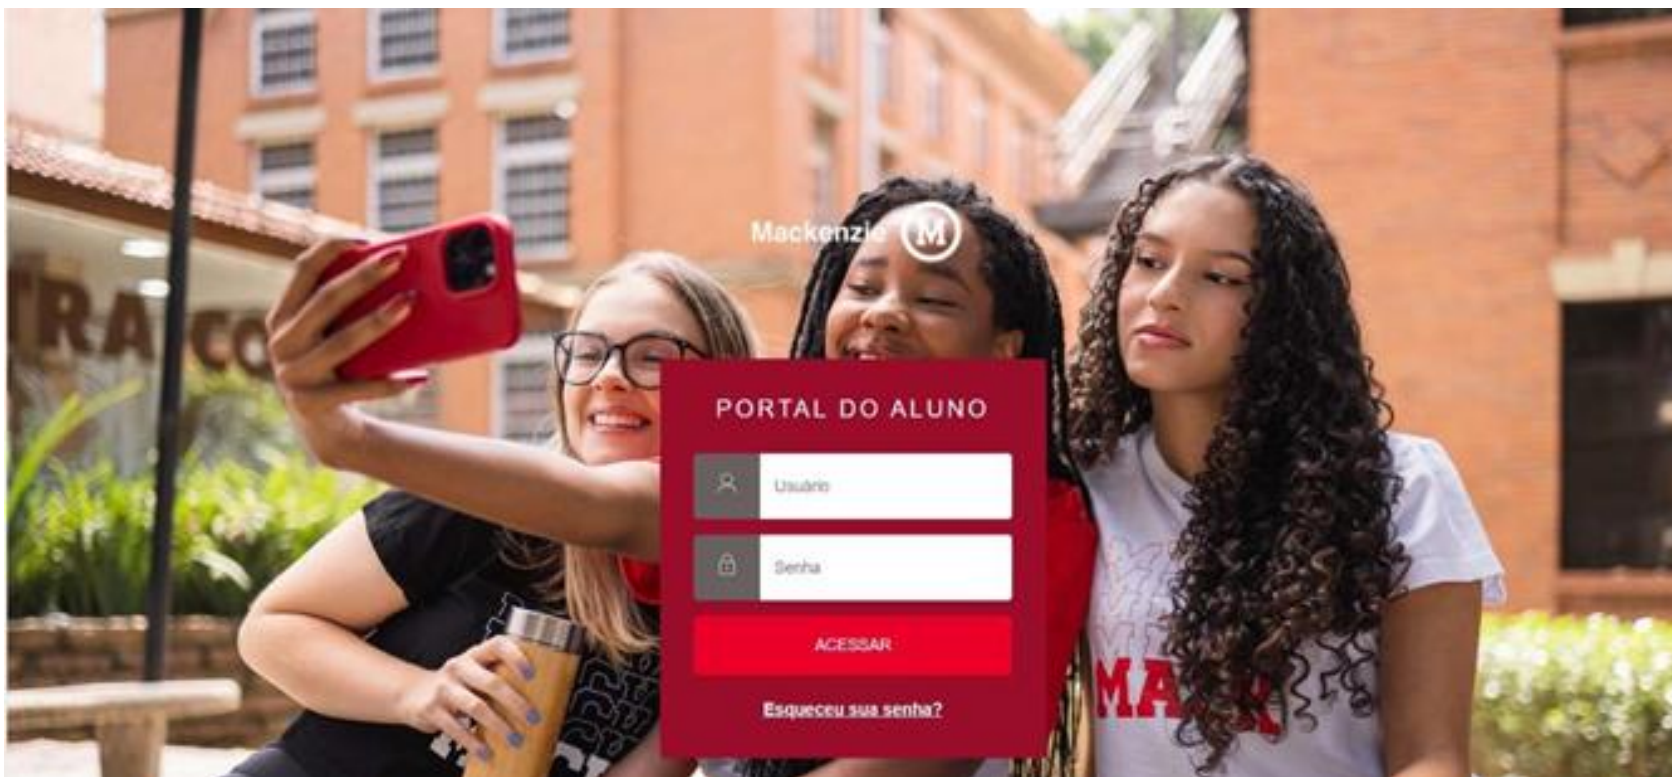 Mackenzie M
PORTAL DO ALUNO
Usuário
Senha
ACESSAR
Esqueceu sua senha?